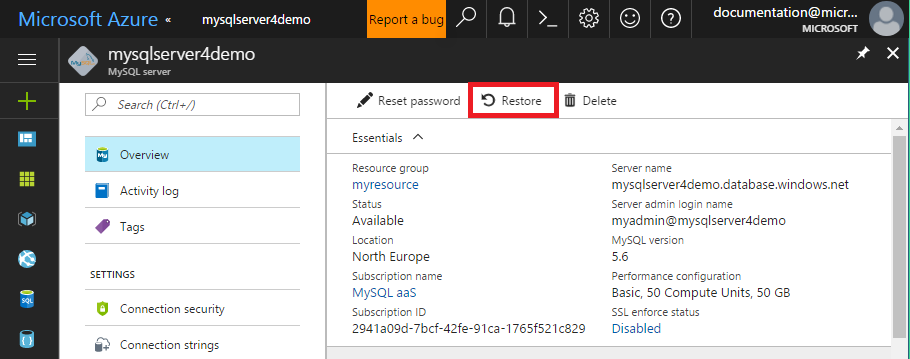 Microsoft Azure « mysqlserver4demo Report a bug documentation@micr...
MICROSOFT
mysqlserver4demo
MySQL server
Search (Ctrl+/)
Overview
Activity log
Tags
SETTINGS
Connection security
Connection strings
Reset password Restore Delete
Essentials
Resource group
myresource
Status
Available
Location
North Europe
Subscription name
MySQL aaS
Subscription ID
2941a09d-7bcf-42fe-91ca-1765f521c829
Server name
mysqlserver4demo.database.windows.net
Server admin login name
myadmin@mysqlserver4demo
MySQL version
5.6
Performance configuration
Basic, 50 Compute Units, 50 GB
SSL enforce status
Disabled
SQL
My